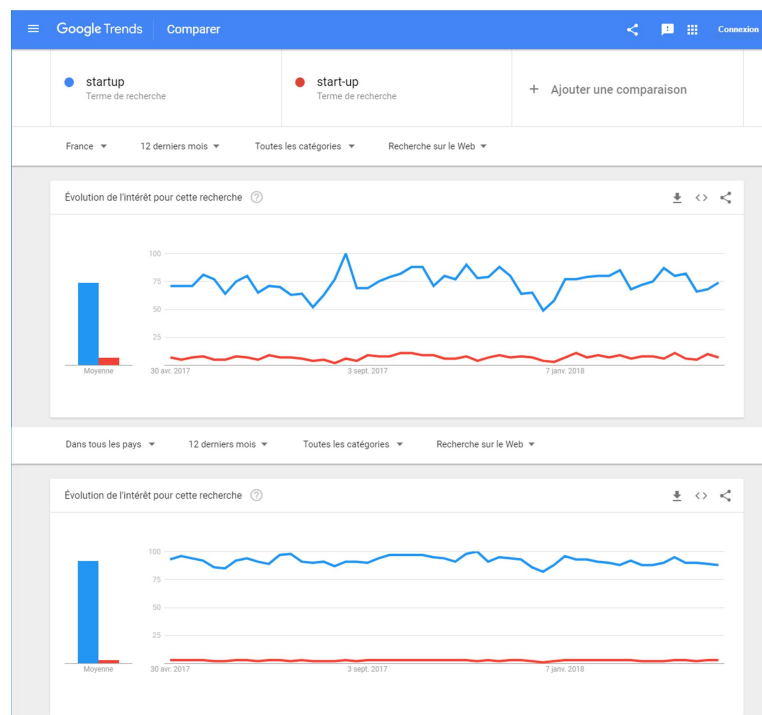 Google Trends Comparer Connexion
startup
Terme de recherche
start-up
Terme de recherche
+ Ajouter une comparaison
France 12 derniers mois Toutes les catégories Recherche sur le Web
Évolution de l'intérêt pour cette recherche
100
75
50
25
Moyenne 30 avr. 2017 3 sept. 2017 7 janv. 2018
Dans tous les pays 12 derniers mois Toutes les catégories Recherche sur le Web
Évolution de l'intérêt pour cette recherche
100
75
50
25
Moyenne 30 avr. 2017 3 sept. 2017 7 janv. 2018